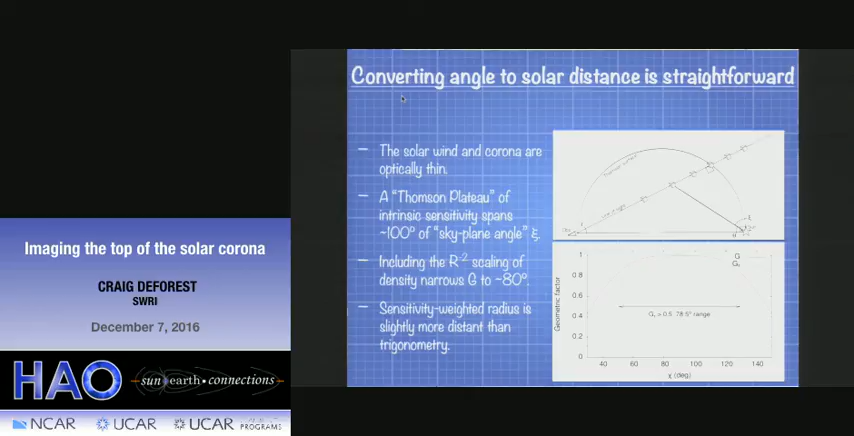 Converting angle to solar distance is straightforward
– The solar wind and corona are
optically thin.
– A “Thomson Plateau” of
intrinsic sensitivity spans
~100° of “sky-plane angle” ξ.
– Including the R⁻² scaling of
density narrows G to ~80°.
– Sensitivity-weighted radius is
slightly more distant than
trigonometry.
Thomson surface
G
Geometric factor
1
0.8
0.6
0.4
0.2
0
40 60 80 100 120 140
χ (deg)
Imaging the top of the solar corona
CRAIG DEFOREST
SWRI
December 7, 2016
HAO
sun earth • connections
NCAR UCAR UCAR PROGRAMS